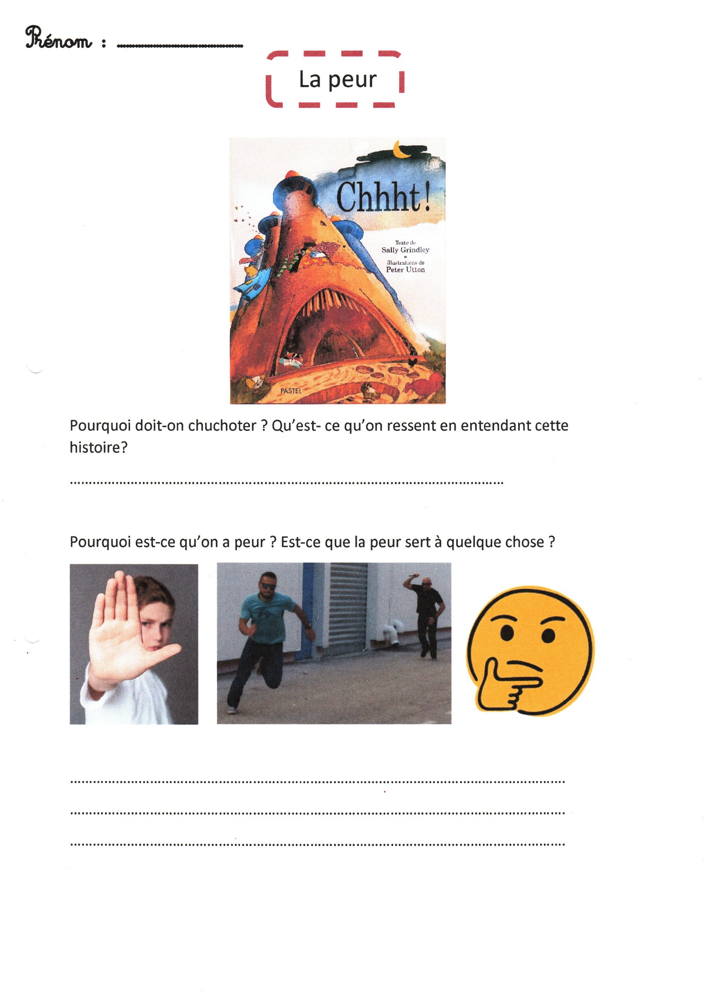 Prénom : ....................
La peur
Chhht!
Texte de
Sally Grindley
illustrations de
Peter Utton
PASTEL
Pourquoi doit-on chuchoter ? Qu'est- ce qu'on ressent en entendant cette
histoire?
Pourquoi est-ce qu'on a peur ? Est-ce que la peur sert à quelque chose ?